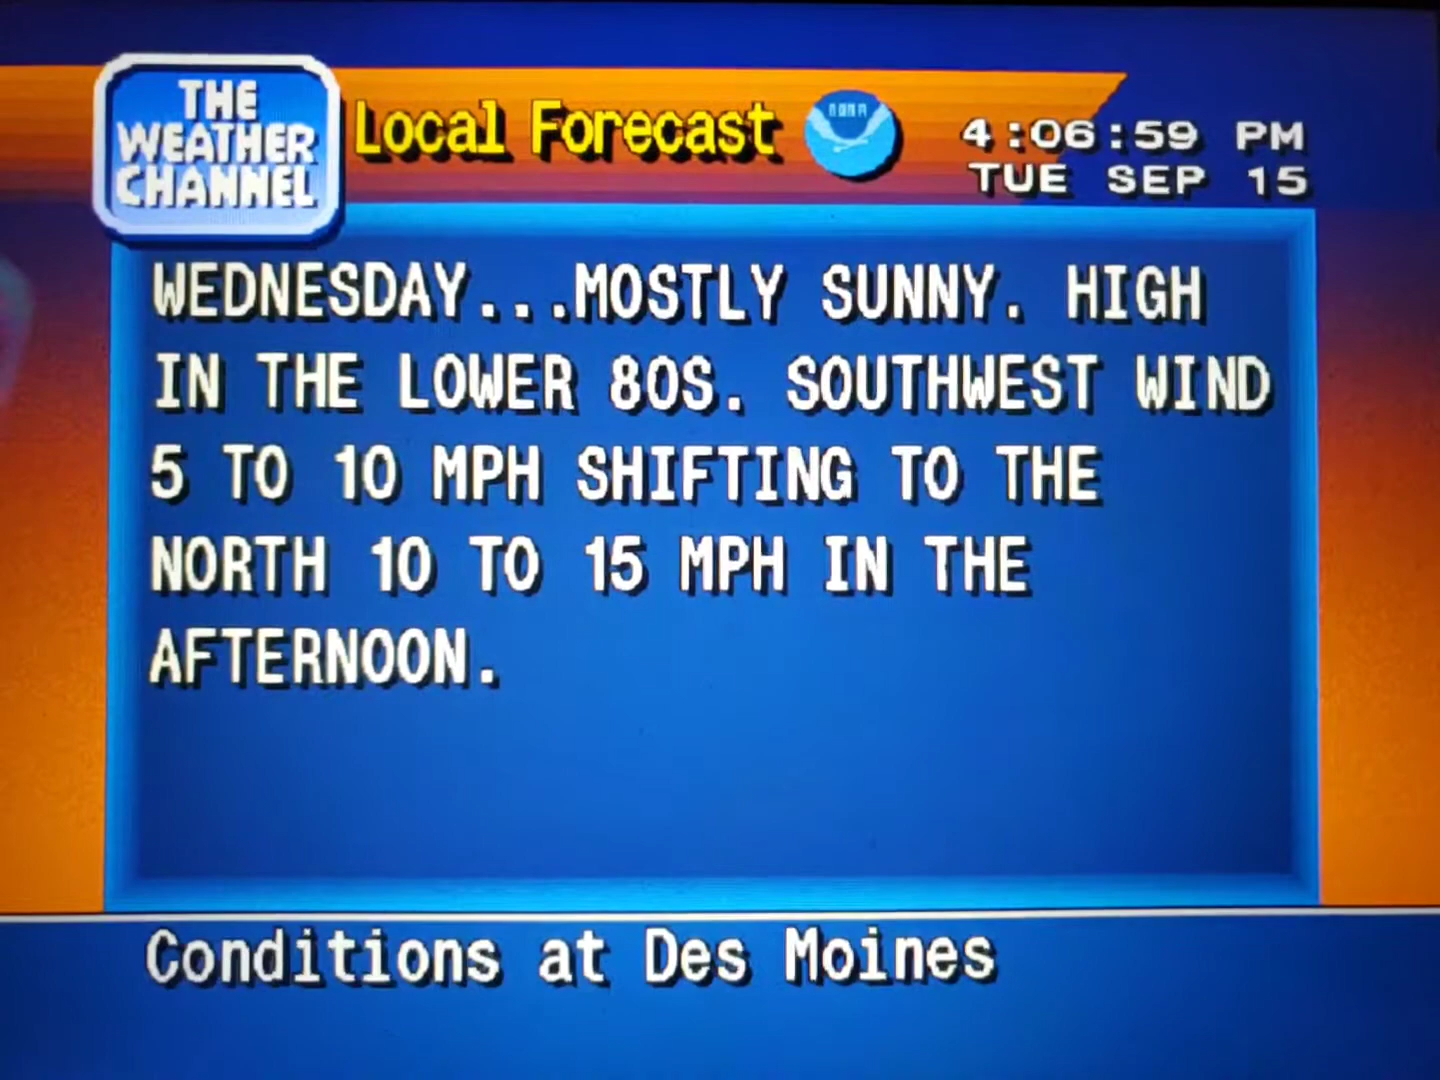 THE
WEATHER
CHANNEL
Local Forecast
NOAA
4:06:59 PM
TUE SEP 15
WEDNESDAY...MOSTLY SUNNY. HIGH
IN THE LOWER 80S. SOUTHWEST WIND
5 TO 10 MPH SHIFTING TO THE
NORTH 10 TO 15 MPH IN THE
AFTERNOON.
Conditions at Des Moines